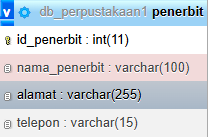 v db_perpustakaan1 penerbit
id_penerbit : int(11)
nama_penerbit : varchar(100)
alamat : varchar(255)
telepon : varchar(15)